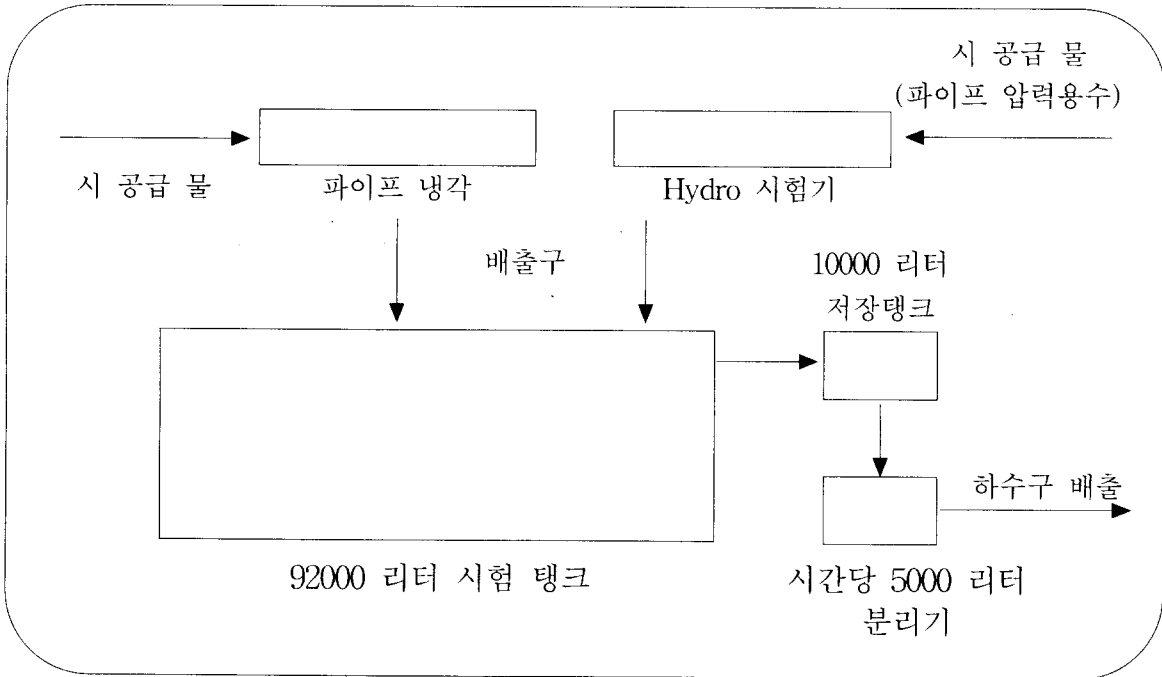 시 공급 물
(파이프 압력용수)
시 공급 물
파이프 냉각
Hydro 시험기
배출구
10000 리터
저장탱크
하수구 배출
92000 리터 시험 탱크
시간당 5000 리터
분리기